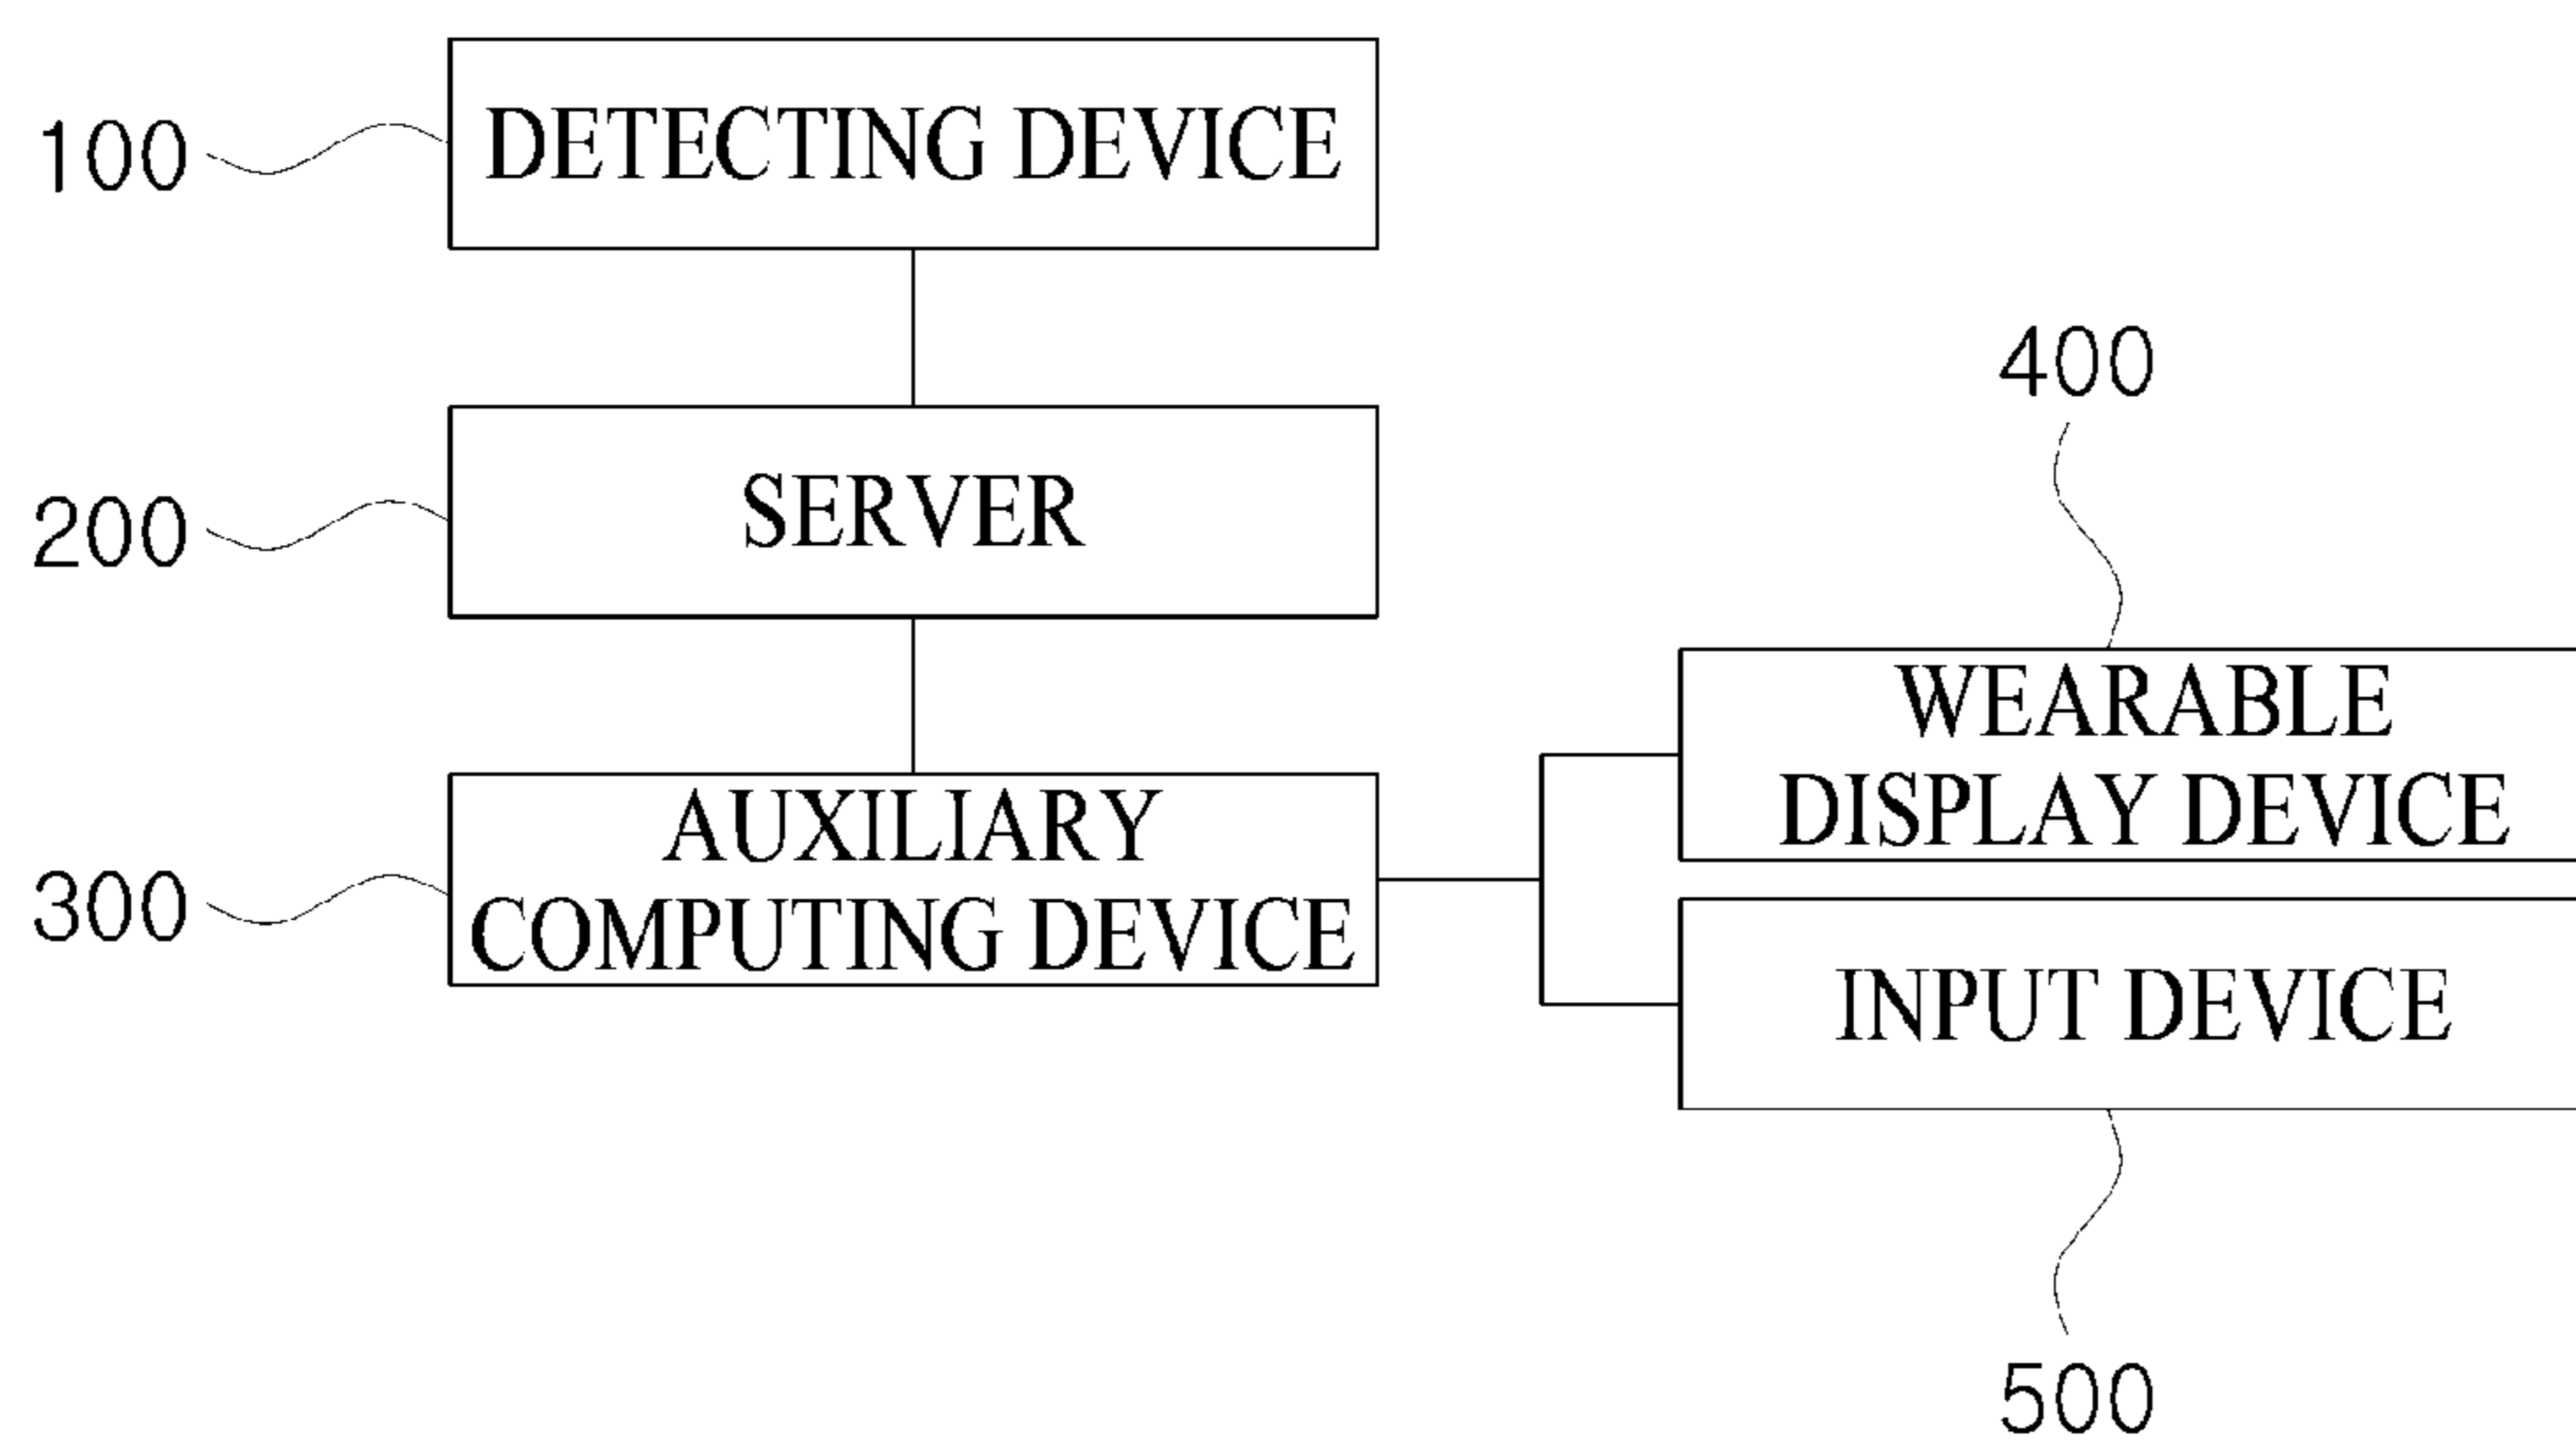 100
DETECTING DEVICE
200
SERVER
300
AUXILIARY
COMPUTING DEVICE
400
WEARABLE
DISPLAY DEVICE
INPUT DEVICE
500